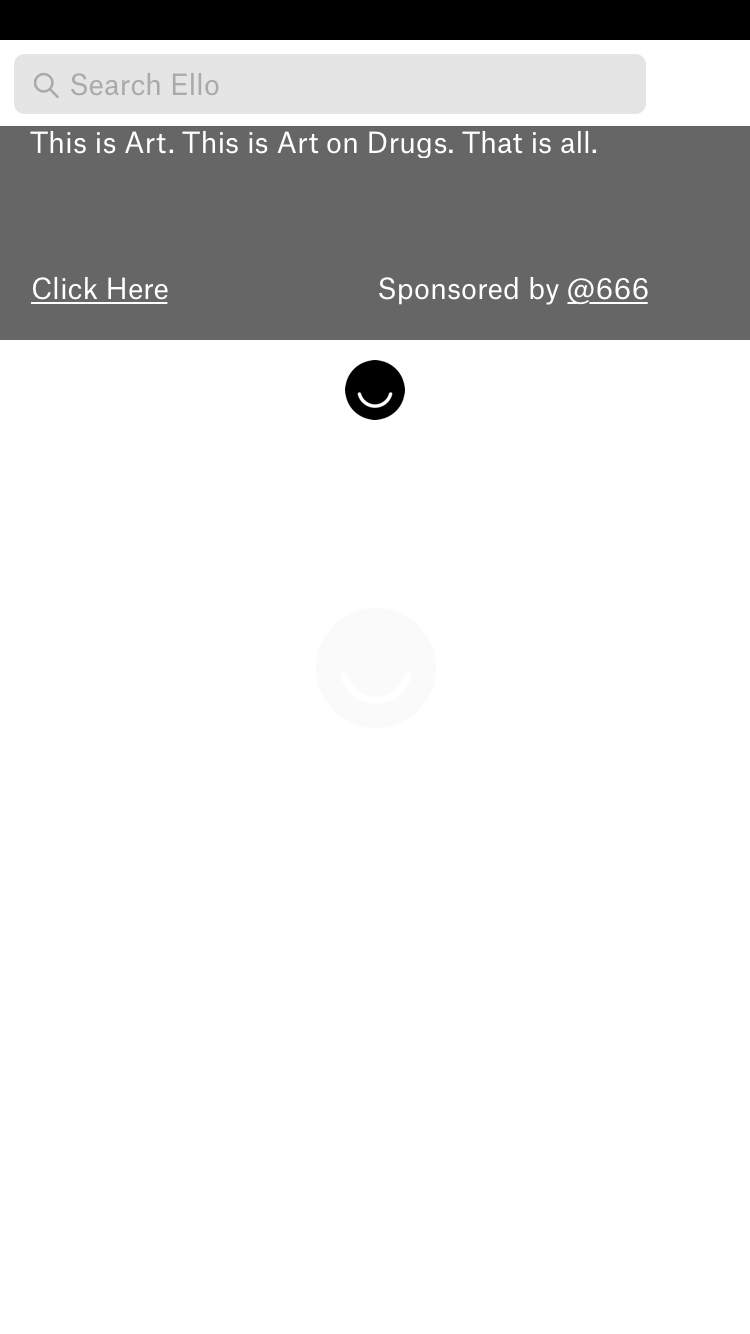 Search Ello
This is Art. This is Art on Drugs. That is all.
Click Here
Sponsored by @666